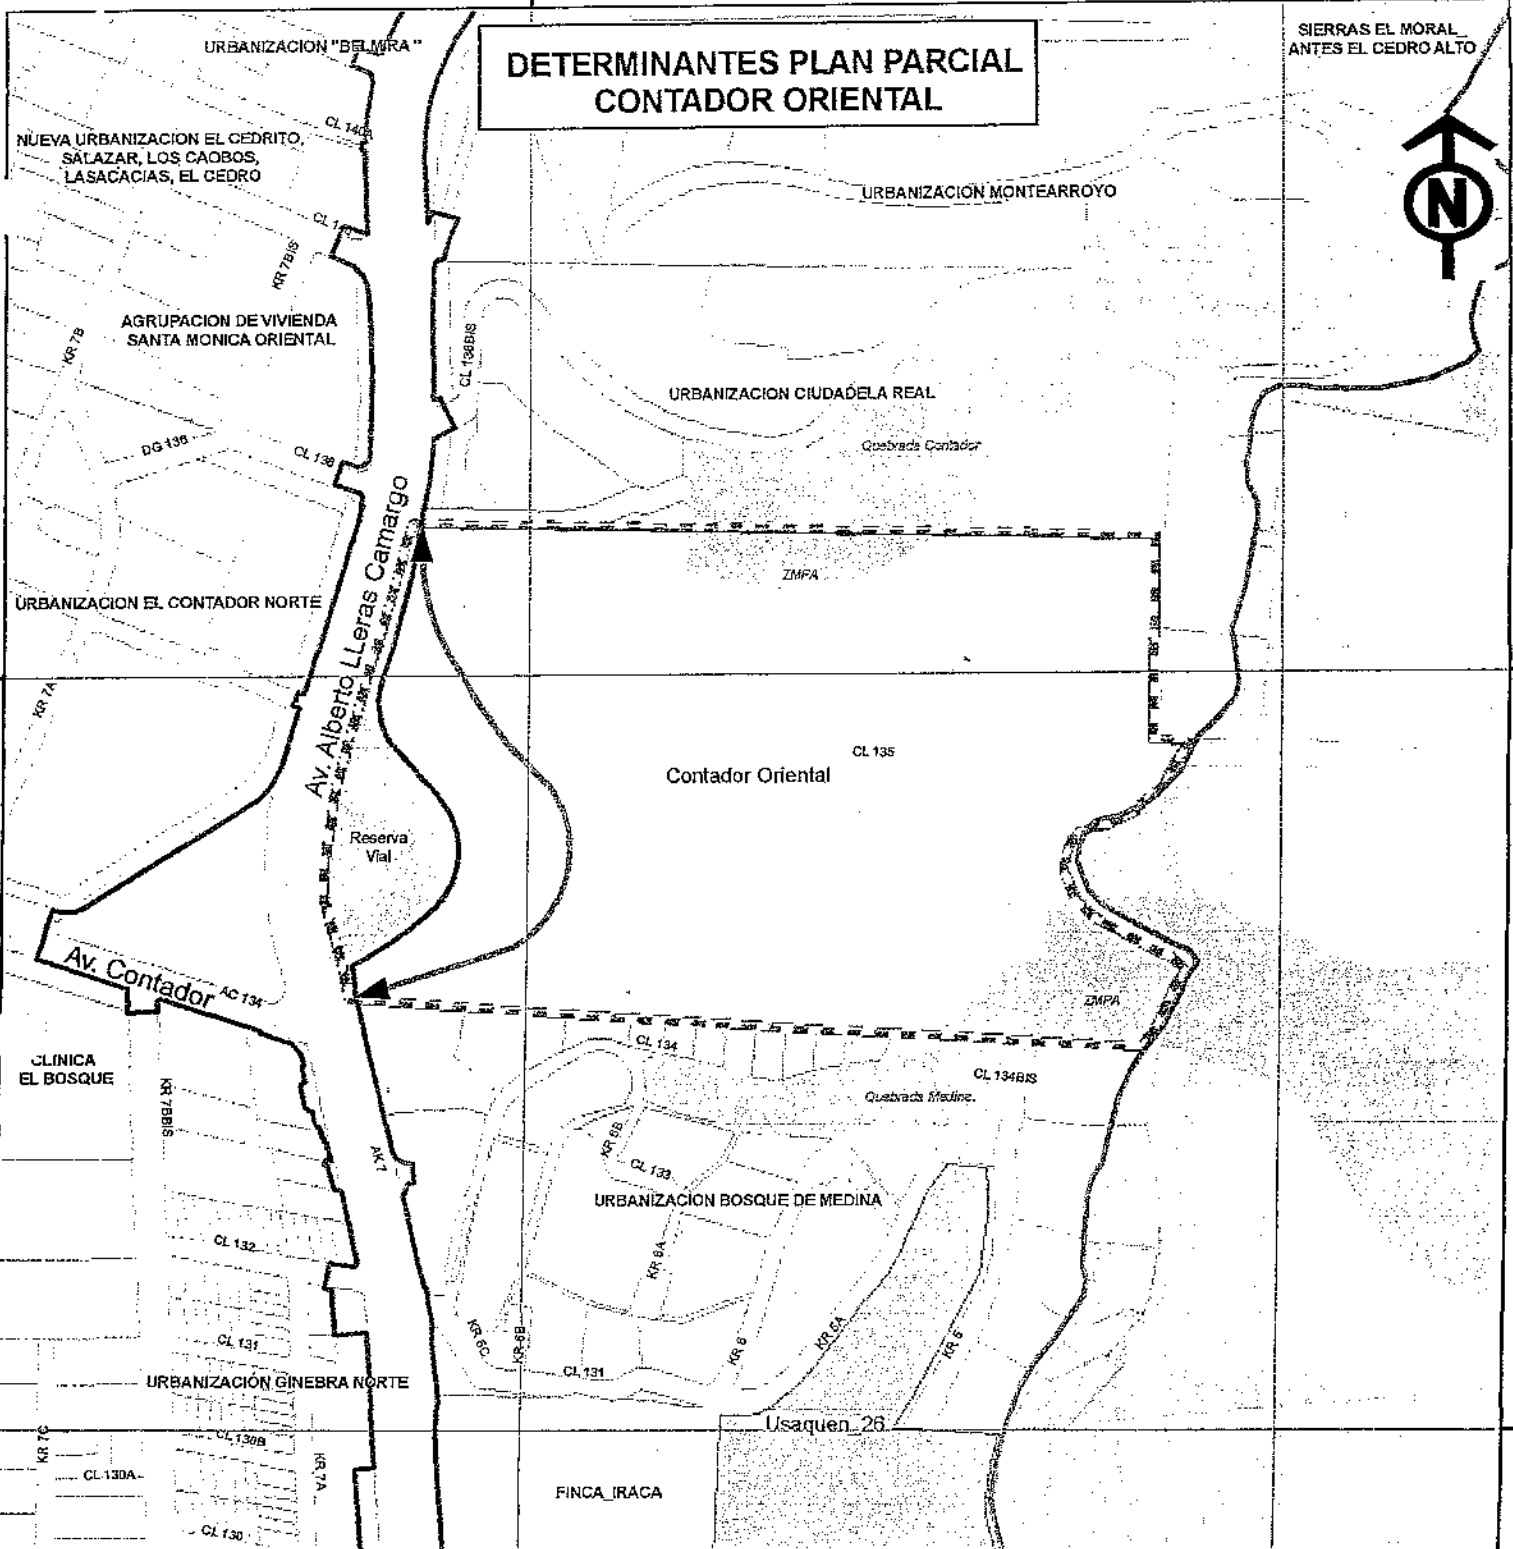 URBANIZACION "BELMIRA"
DETERMINANTES PLAN PARCIAL
CONTADOR ORIENTAL
SIERRAS EL MORAL_
ANTES EL CEDRO ALTO
CL 140A
NUEVA URBANIZACION EL CEDRITO,
SALAZAR, LOS CAOBOS,
LASACACIAS, EL CEDRO
URBANIZACION MONTEARROYO
N
KR 7BIS
AGRUPACION DE VIVIENDA
SANTA MONICA ORIENTAL
KR 7B
CL 138BIS
URBANIZACION CIUDADELA REAL
Quebrada Contador
DG 138
CL 138
Av. Alberto LLeras Camargo
ZMPA
URBANIZACION EL CONTADOR NORTE
KR 7A
CL 135
Contador Oriental
Reserva
Vial
Av. Contador
AC 134
ZMPA
CL 134
CLINICA
EL BOSQUE
CL 134BIS
KR 7BBIS
Quebrada Medina
KR 6B
AK 7
CL 133
URBANIZACION BOSQUE DE MEDINA
CL 132
KR 6A
KR 6C
KR 6B
KR 6
KR 5A
KR 5
CL 131
CL 131
URBANIZACIÓN GINEBRA NORTE
Usaquen_26
KR 7C
CL 130B
KR 7A
CL 130A
FINCA_IRACA
CL 130